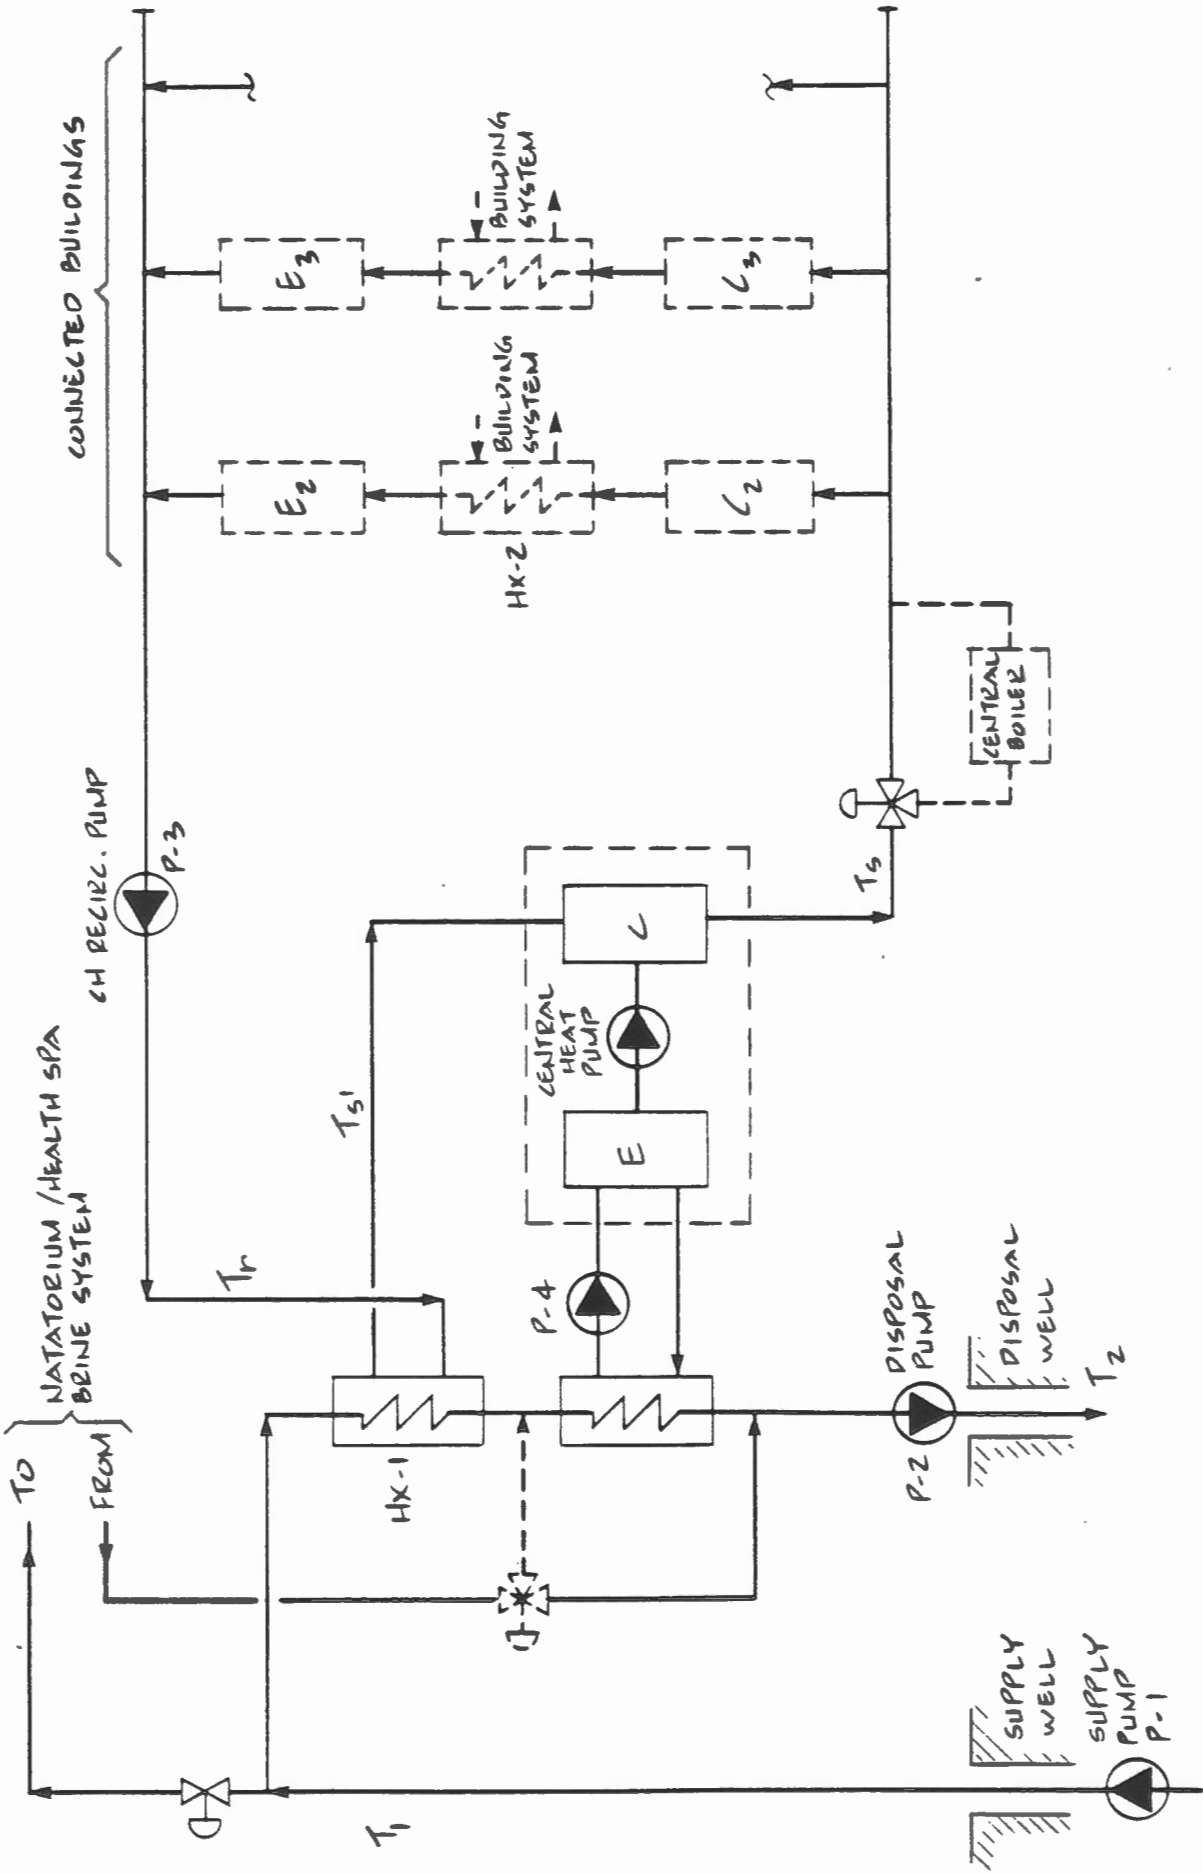 CONNECTED BUILDINGS
E3
BUILDING
SYSTEM
C3
E2
BUILDING
SYSTEM
C2
HX-2
CENTRAL
BOILER
CH RECIRC. PUMP
P-3
Ts
C
CENTRAL
HEAT
PUMP
E
Ts'
NATATORIUM/HEALTH SPA
BRINE SYSTEM
Tr
P-4
TO
FROM
HX-1
DISPOSAL
PUMP
P-2
DISPOSAL
WELL
T2
T1
SUPPLY
WELL
SUPPLY
PUMP
P-1